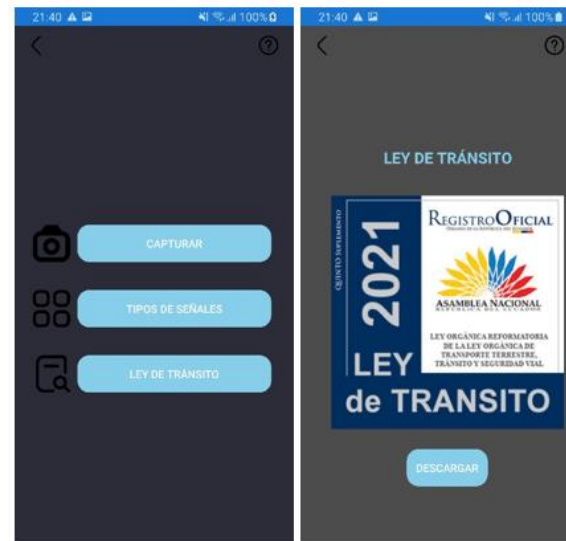 21:40 100%
CAPTURAR
TIPOS DE SEÑALES
LEY DE TRÁNSITO
21:40 100%
LEY DE TRÁNSITO
QUINTO SUPLEMENTO
2021
REGISTRO OFICIAL
ASAMBLEA NACIONAL
REPÚBLICA DEL ECUADOR
LEY ORGÁNICA REFORMATORIA
DE LA LEY ORGÁNICA DE
TRANSPORTE TERRESTRE,
TRÁNSITO Y SEGURIDAD VIAL
LEY
de TRANSITO
DESCARGAR